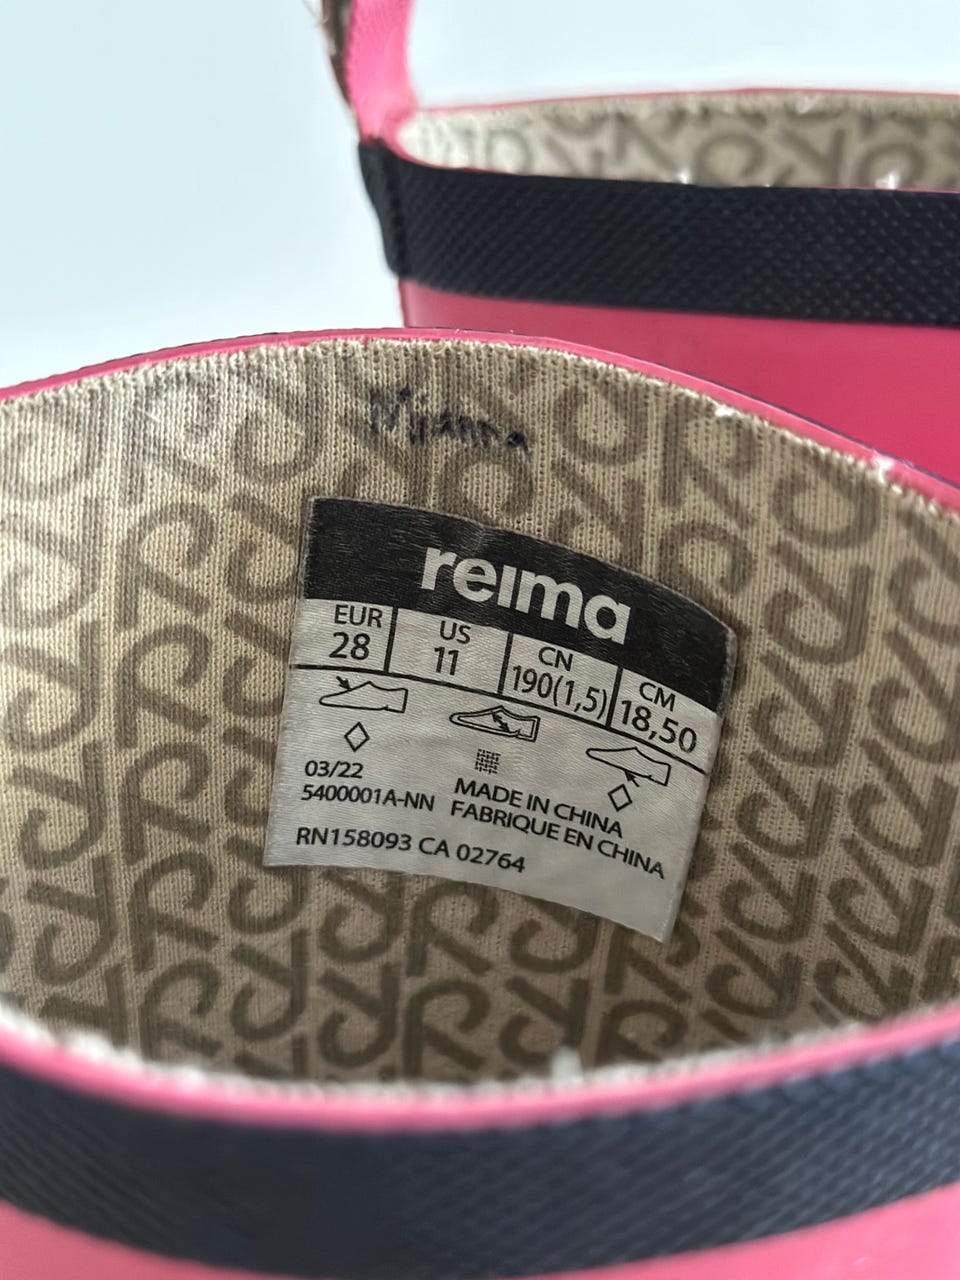 reima
EUR US CN CM
28 11 190(1,5) 18,50
03/22 MADE IN CHINA
5400001A-NN FABRIQUE EN CHINA
RN158093 CA 02764